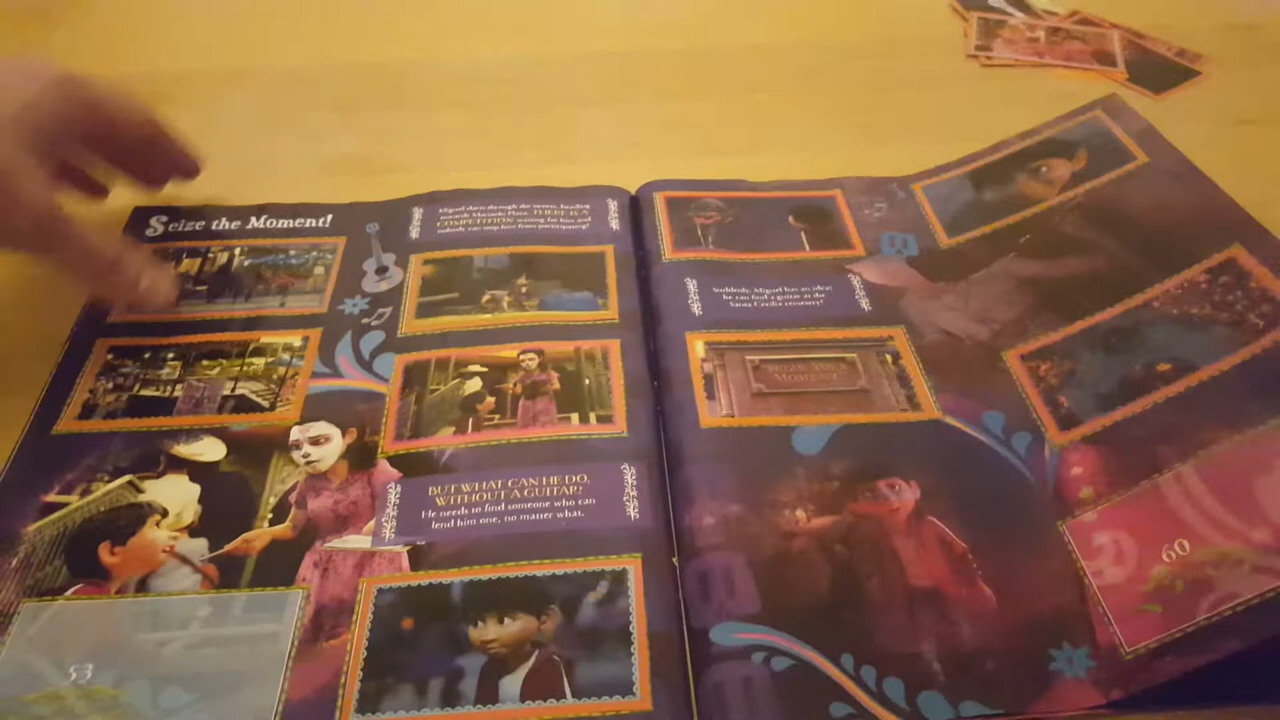 Seize the Moment!
Miguel darts through the streets, heading
towards Mariachi Plaza. THERE IS A
COMPETITION waiting for him and
nobody can stop him from participating!
BUT WHAT CAN HE DO,
WITHOUT A GUITAR?
He needs to find someone who can
lend him one, no matter what.
53
Suddenly, Miguel has an idea:
he can find a guitar at the
Santa Cecilia cemetery!
SEIZE YOUR
MOMENT
60